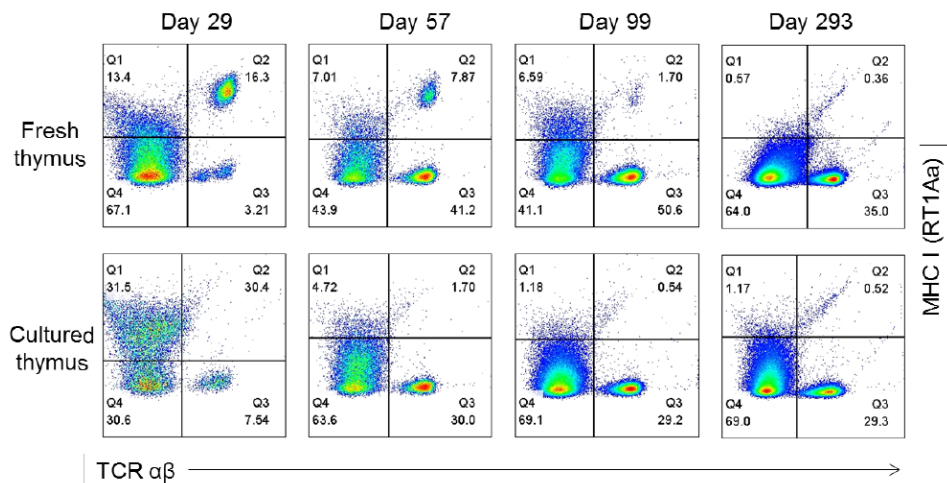 Day 29 Day 57 Day 99 Day 293
Fresh thymus
Q1 13.4 Q2 16.3
Q4 67.1 Q3 3.21
Q1 7.01 Q2 7.87
Q4 43.9 Q3 41.2
Q1 6.59 Q2 1.70
Q4 41.1 Q3 50.6
Q1 0.57 Q2 0.36
Q4 64.0 Q3 35.0
Cultured thymus
Q1 31.5 Q2 30.4
Q4 30.6 Q3 7.54
Q1 4.72 Q2 1.70
Q4 63.6 Q3 30.0
Q1 1.18 Q2 0.54
Q4 69.1 Q3 29.2
Q1 1.17 Q2 0.52
Q4 69.0 Q3 29.3
MHC I (RT1Aa)
TCR αβ